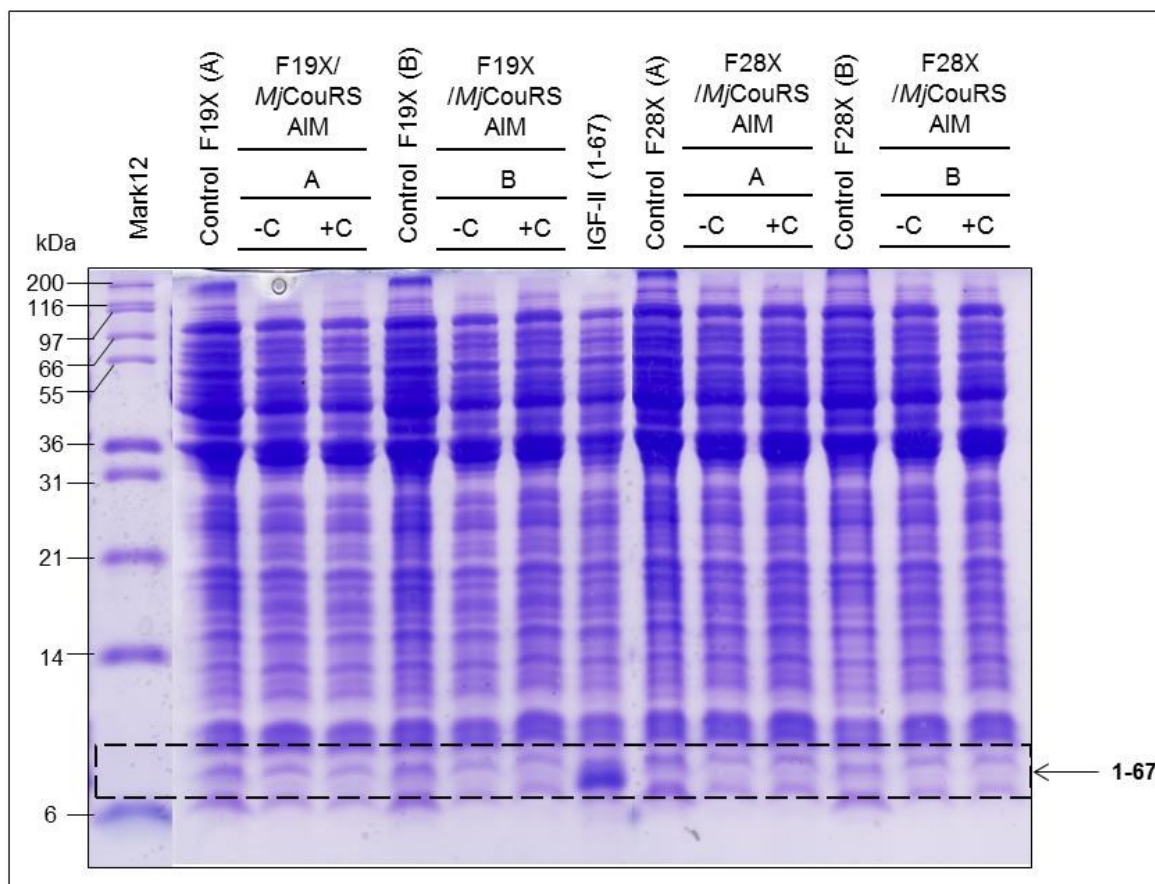 Mark12
Control F19X (A)
F19X/
MjCouRS
AIM
A
-C
+C
Control F19X (B)
F19X
/MjCouRS
AIM
B
-C
+C
IGF-II (1-67)
Control F28X (A)
F28X
/MjCouRS
AIM
A
-C
+C
Control F28X (B)
F28X
/MjCouRS
AIM
B
-C
+C
kDa
200
116
97
66
55
36
31
21
14
6
1-67